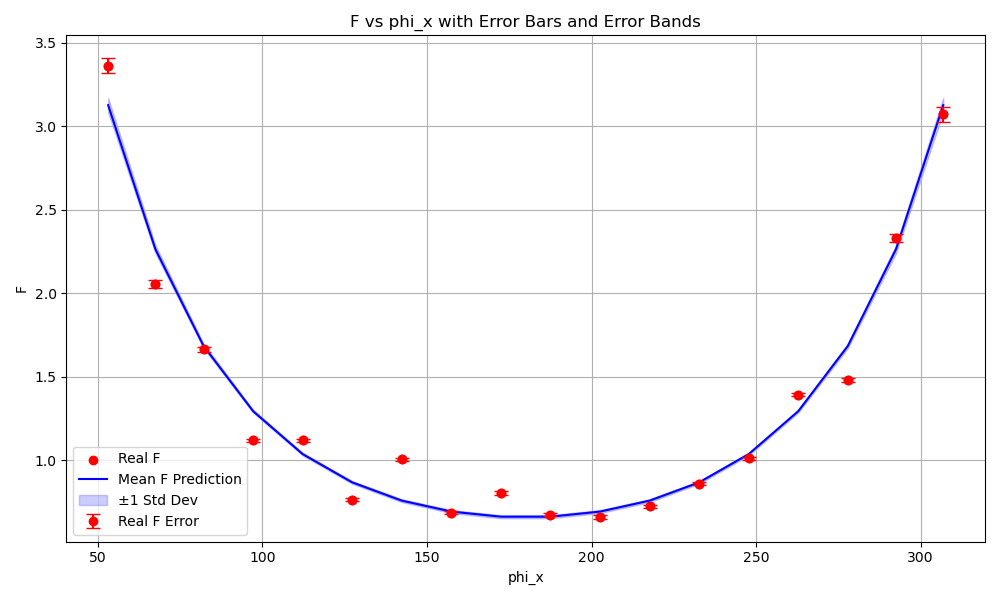 F vs phi_x with Error Bars and Error Bands
3.5
3.0
2.5
2.0
1.5
1.0
F
Real F
Mean F Prediction
±1 Std Dev
Real F Error
50
100
150
200
250
300
phi_x